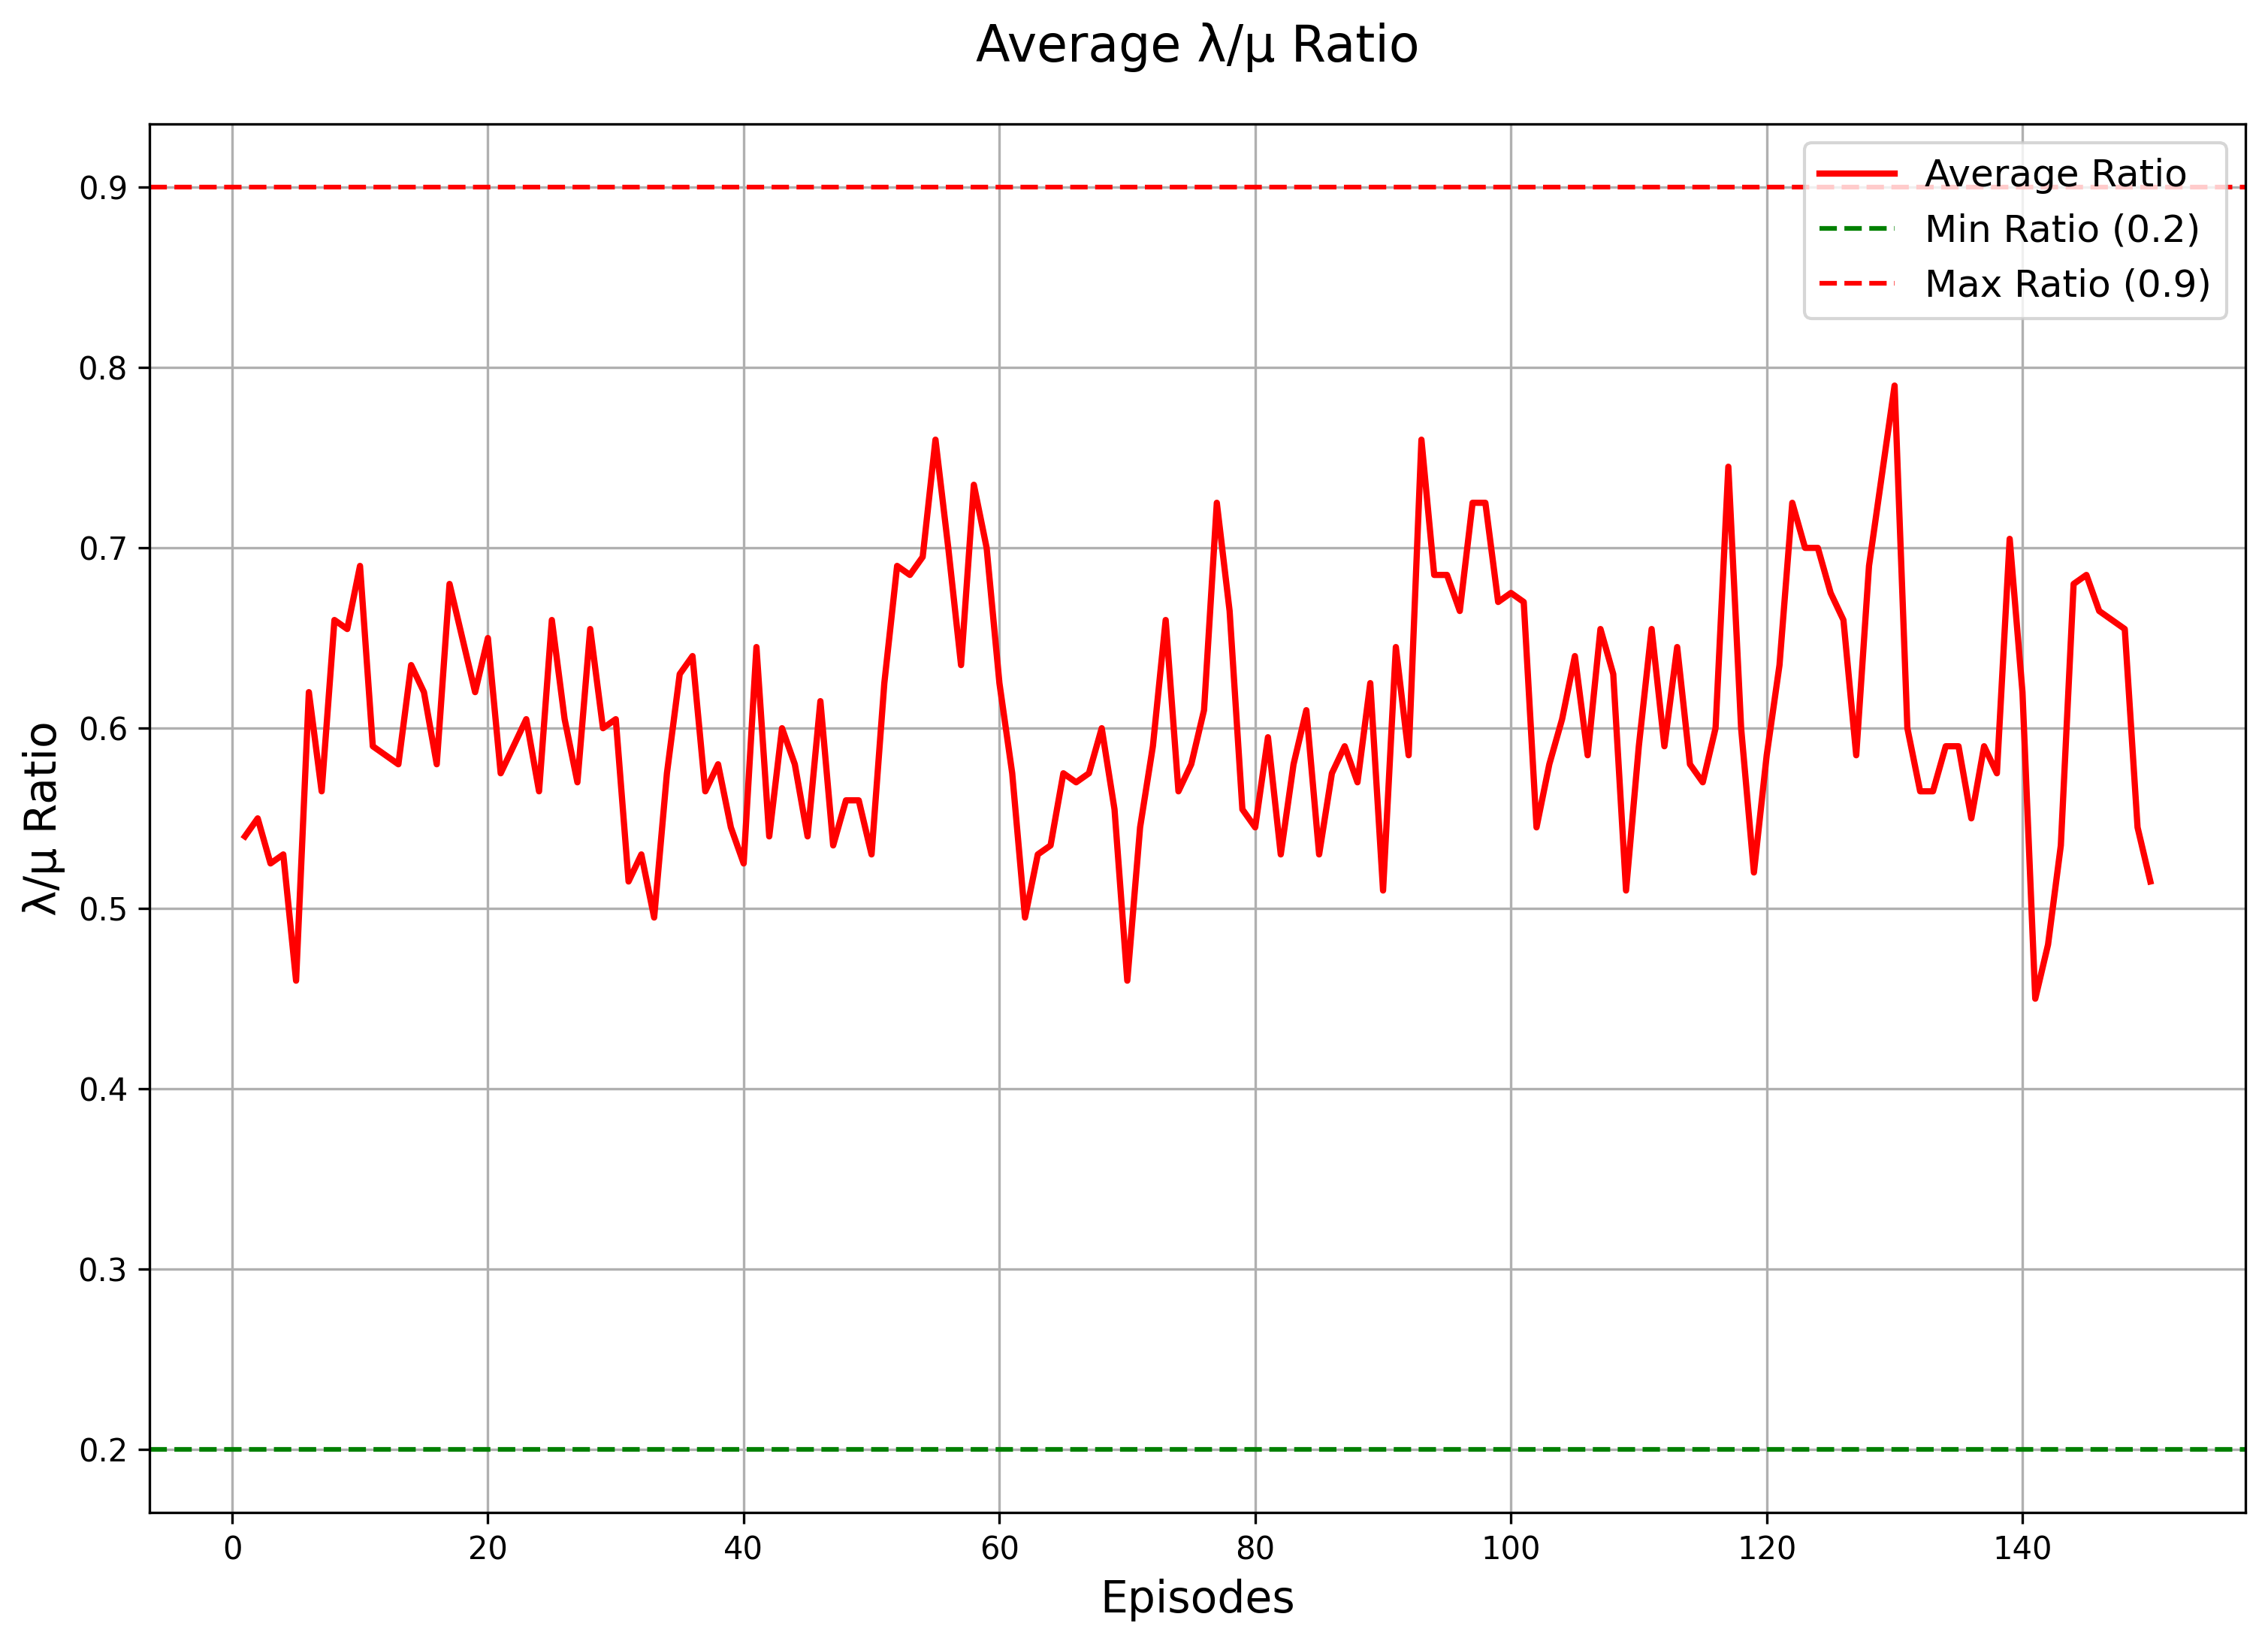 Average λ/μ Ratio
Average Ratio
Min Ratio (0.2)
Max Ratio (0.9)
λ/μ Ratio
0.9
0.8
0.7
0.6
0.5
0.4
0.3
0.2
0 20 40 60 80 100 120 140
Episodes